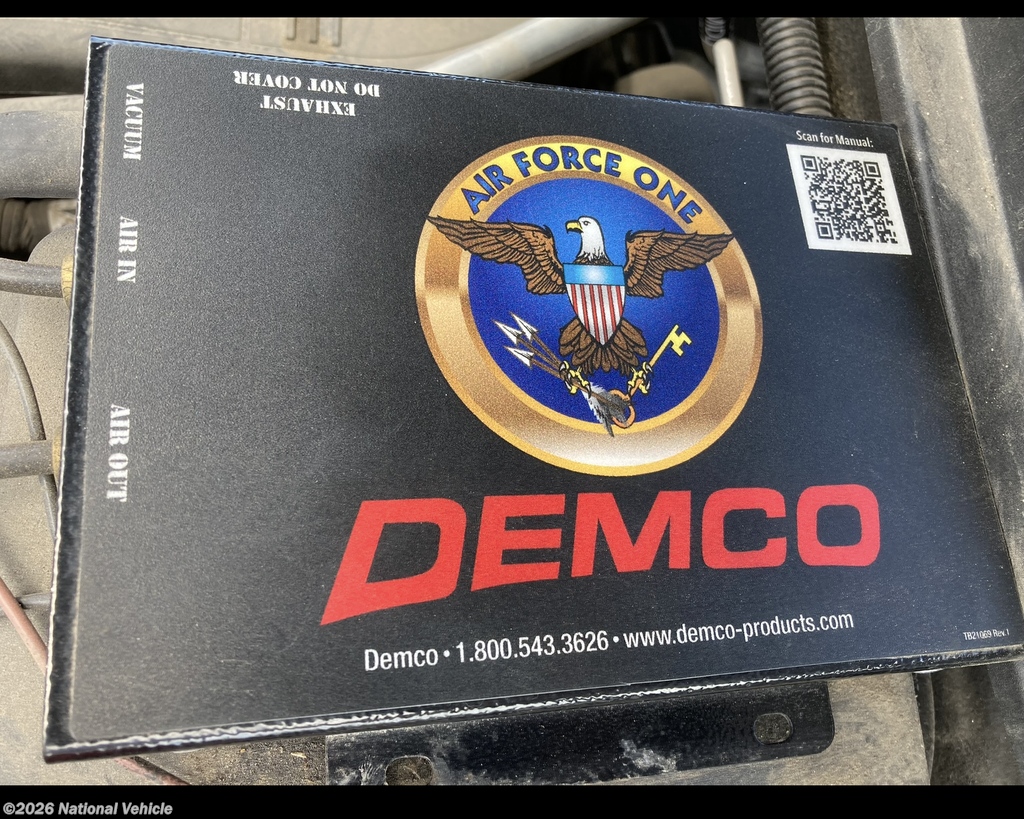 EXHAUST
DO NOT COVER
VACUUM
AIR IN
AIR OUT
Scan for Manual:
AIR FORCE ONE
DEMCO
Demco • 1.800.543.3626 • www.demco-products.com
TB21069 Rev.1
©2026 National Vehicle